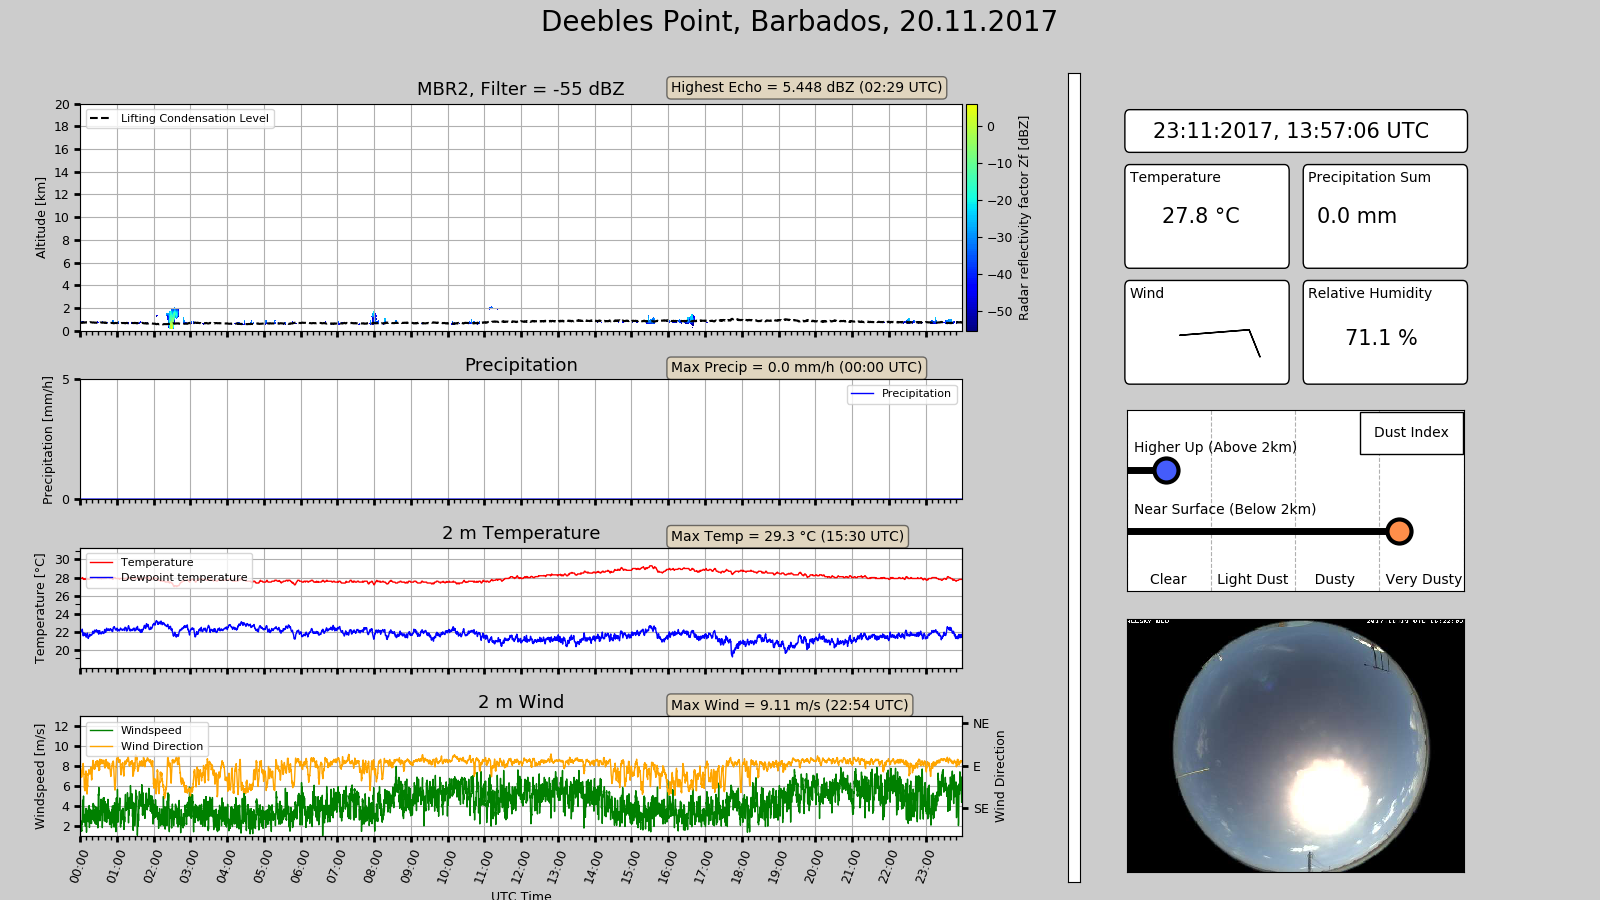 Deebles Point, Barbados, 20.11.2017
MBR2, Filter = -55 dBZ
Highest Echo = 5.448 dBZ (02:29 UTC)
Lifting Condensation Level
Altitude [km]
20
18
16
14
12
10
8
6
4
2
0
0
−10
−20
−30
−40
−50
Radar reflectivity factor Zf [dBZ]
Precipitation
Max Precip = 0.0 mm/h (00:00 UTC)
Precipitation
Precipitation [mm/h]
5
0
2 m Temperature
Max Temp = 29.3 °C (15:30 UTC)
Temperature
Dewpoint temperature
Temperature [°C]
30
28
26
24
22
20
2 m Wind
Max Wind = 9.11 m/s (22:54 UTC)
Windspeed
Wind Direction
Windspeed [m/s]
12
10
8
6
4
2
NE
E
SE
Wind Direction
00:00
01:00
02:00
03:00
04:00
05:00
06:00
07:00
08:00
09:00
10:00
11:00
12:00
13:00
14:00
15:00
16:00
17:00
18:00
19:00
20:00
21:00
22:00
23:00
UTC Time
23:11:2017, 13:57:06 UTC
Temperature
27.8 °C
Precipitation Sum
0.0 mm
Wind
Relative Humidity
71.1 %
Dust Index
Higher Up (Above 2km)
Near Surface (Below 2km)
Clear
Light Dust
Dusty
Very Dusty